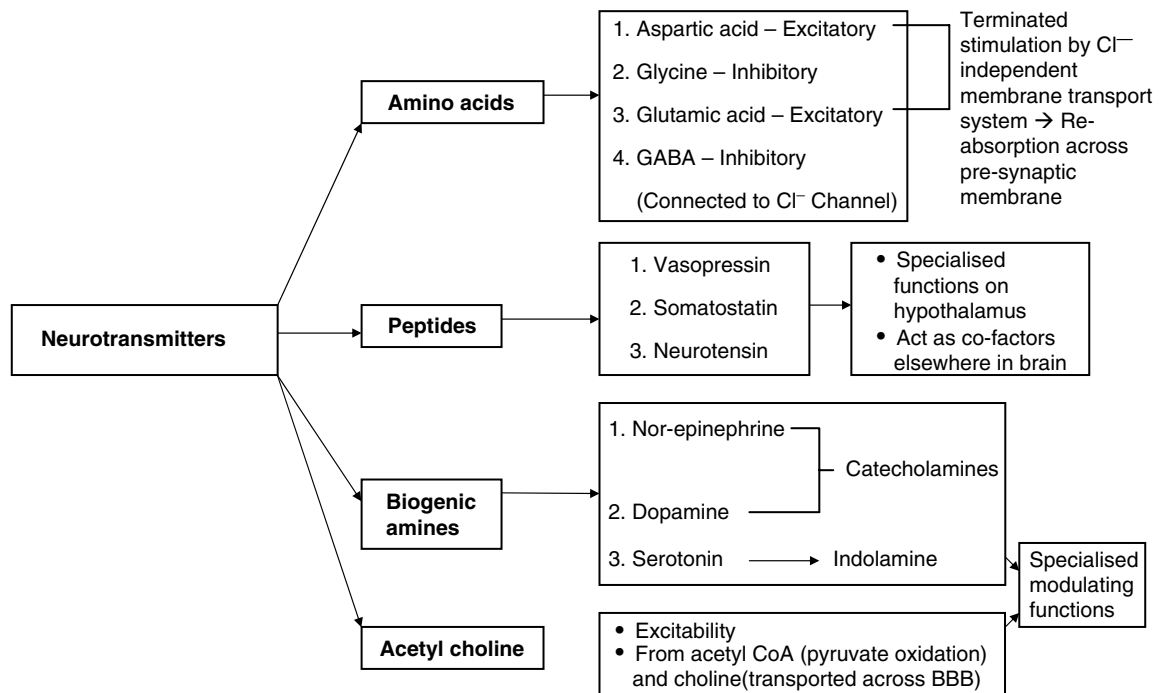 Neurotransmitters
Amino acids
1. Aspartic acid – Excitatory
2. Glycine – Inhibitory
3. Glutamic acid – Excitatory
4. GABA – Inhibitory
(Connected to Cl⁻ Channel)
Terminated
stimulation by Cl⁻
independent
membrane transport
system → Re-
absorption across
pre-synaptic
membrane
Peptides
1. Vasopressin
2. Somatostatin
3. Neurotensin
• Specialised
functions on
hypothalamus
• Act as co-factors
elsewhere in brain
Biogenic
amines
1. Nor-epinephrine
Catecholamines
2. Dopamine
3. Serotonin
Indolamine
Acetyl choline
• Excitability
• From acetyl CoA (pyruvate oxidation)
and choline(transported across BBB)
Specialised
modulating
functions